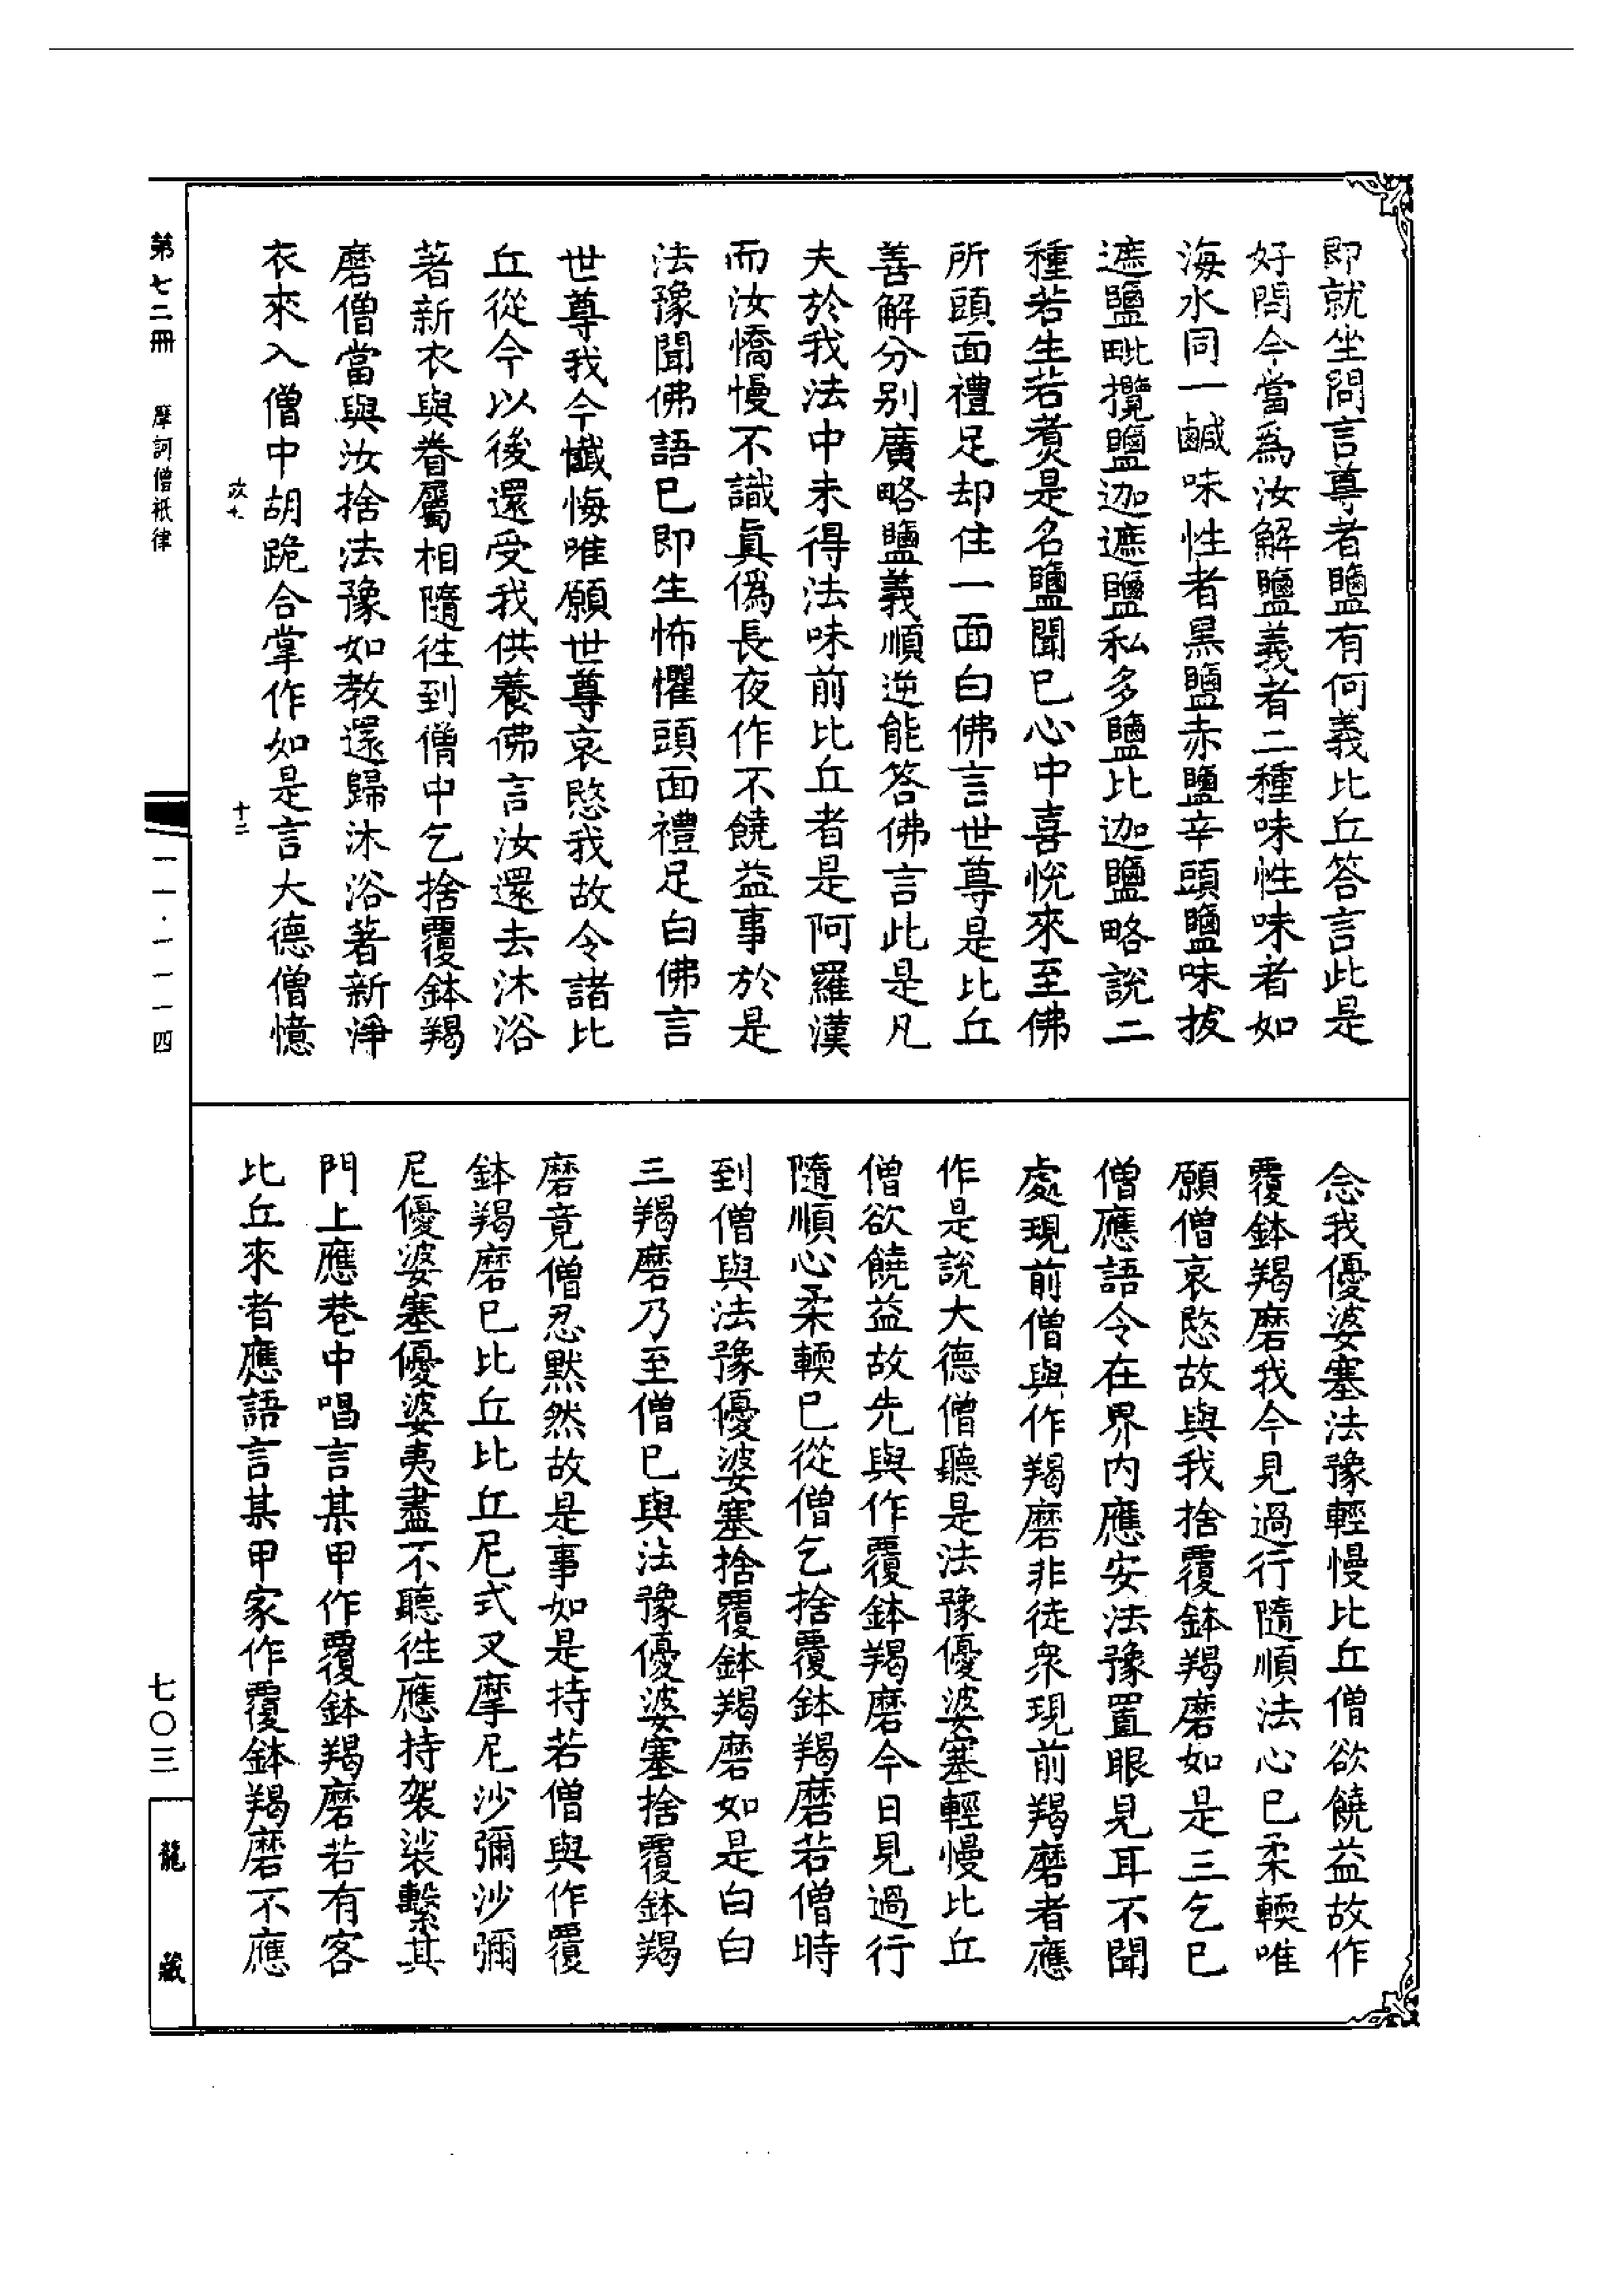 即就坐問言尊者鹽有何義比丘答言此是
好問今當爲汝解鹽義者二種味性味者如
海水同一鹹味性者黑鹽赤鹽辛頭鹽味拔
遮鹽毗攬鹽迦遮鹽私多鹽比迦鹽略說二
種若生若煑是名鹽聞已心中喜悅來至佛
所頭面禮足却住一面白佛言世尊是比丘
善解分别廣略鹽義順逆能答佛言此是凡
夫於我法中未得法味前比丘者是阿羅漢
而汝憍慢不識眞僞長夜作不饒益事於是
法豫聞佛語已即生怖懼頭面禮足白佛言
世尊我今懺悔唯願世尊哀愍我故令諸比
丘從今以後還受我供養佛言汝還去沐浴
著新衣與眷屬相隨徃到僧中乞捨覆鉢羯
磨僧當與汝捨法豫如教還歸沐浴著新淨
衣來入僧中胡跪合掌作如是言大德僧憶
念我優婆塞法豫輕慢比丘僧欲饒益故作
覆鉢羯磨我今見過行隨順法心已柔輭唯
願僧哀愍故與我捨覆鉢羯磨如是三乞已
僧應語令在界内應安法豫置眼見耳不聞
處現前僧與作羯磨非徒衆現前羯磨者應
作是說大德僧聽是法豫優婆塞輕慢比丘
僧欲饒益故先與作覆鉢羯磨今日見過行
隨順心柔輭已從僧乞捨覆鉢羯磨若僧時
到僧與法豫優婆塞捨覆鉢羯磨如是白白
三羯磨乃至僧已與法豫優婆塞捨覆鉢羯
磨竟僧忍默然故是事如是持若僧與作覆
鉢羯磨已比丘比丘尼式叉摩尼沙彌沙彌
尼優婆塞優婆夷盡不聽徃應持袈裟繫其
門上應巷中唱言某甲作覆鉢羯磨若有客
比丘來者應語言某甲家作覆鉢羯磨不應
第七二冊 摩訶僧祇律
一一·一一一四
七〇三
龍藏
十二